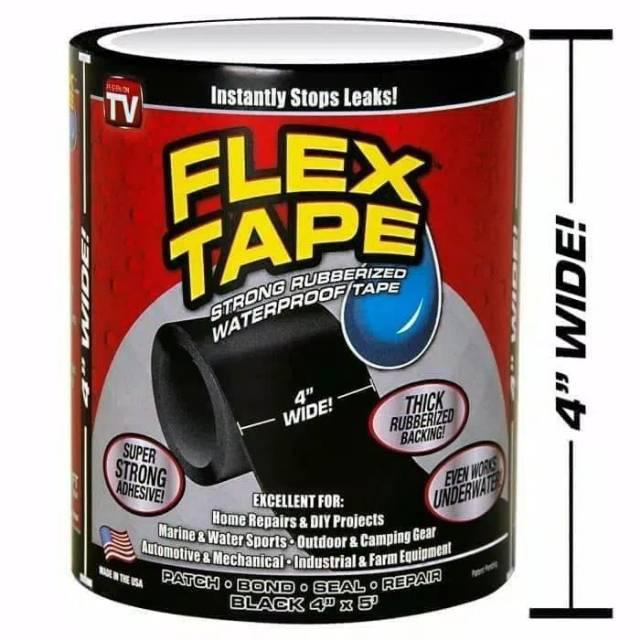 AS SEEN ON
TV
Instantly Stops Leaks!
FLEX
TAPE
STRONG RUBBERIZED
WATERPROOF TAPE
4" WIDE!
4"
WIDE!
THICK
RUBBERIZED
BACKING!
SUPER
STRONG
ADHESIVE!
EVEN WORKS
UNDERWATER
EXCELLENT FOR:
Home Repairs & DIY Projects
Marine & Water Sports • Outdoor & Camping Gear
Automotive & Mechanical • Industrial & Farm Equipment
MADE IN THE USA
PATCH • BOND • SEAL • REPAIR
BLACK 4" x 5'
Patent Pending
4" WIDE!